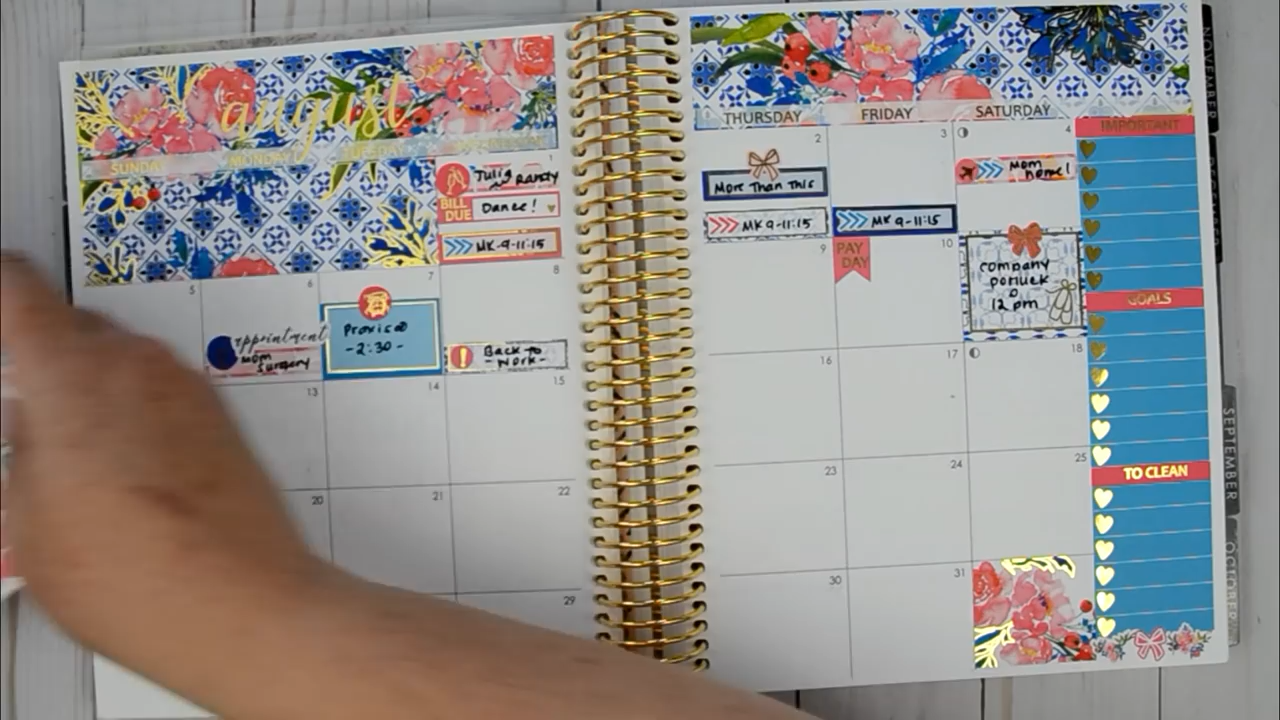 august
SUNDAY MONDAY TUESDAY
THURSDAY FRIDAY SATURDAY
IMPORTANT
1
BILL DUE
Dance!
MK-9-11:15
2
More Than This
MK 9-11:15
3
MK 9-11:15
4
Mom home!
5
6
appointment
mom surgery
7
-2:30-
8
Back to
-Work-
9
PAY
DAY
10
11
company
potluck
@
12 pm
GOALS
13
14
15
16
17
18
TO CLEAN
20
21
22
23
24
25
29
30
31
NOVEMBER
SEPTEMBER
OCTOBER